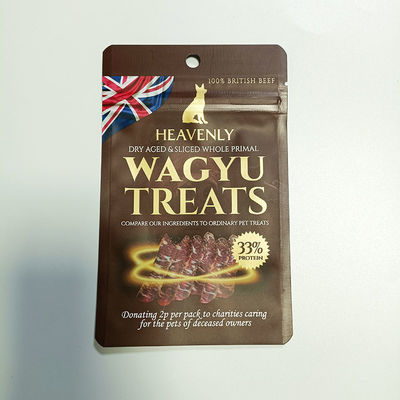 100% BRITISH BEEF
HEAVENLY
DRY AGED & SLICED WHOLE PRIMAL
WAGYU
TREATS
COMPARE OUR INGREDIENTS TO ORDINARY PET TREATS
33%
PROTEIN
Donating 2p per pack to charities caring
for the pets of deceased owners